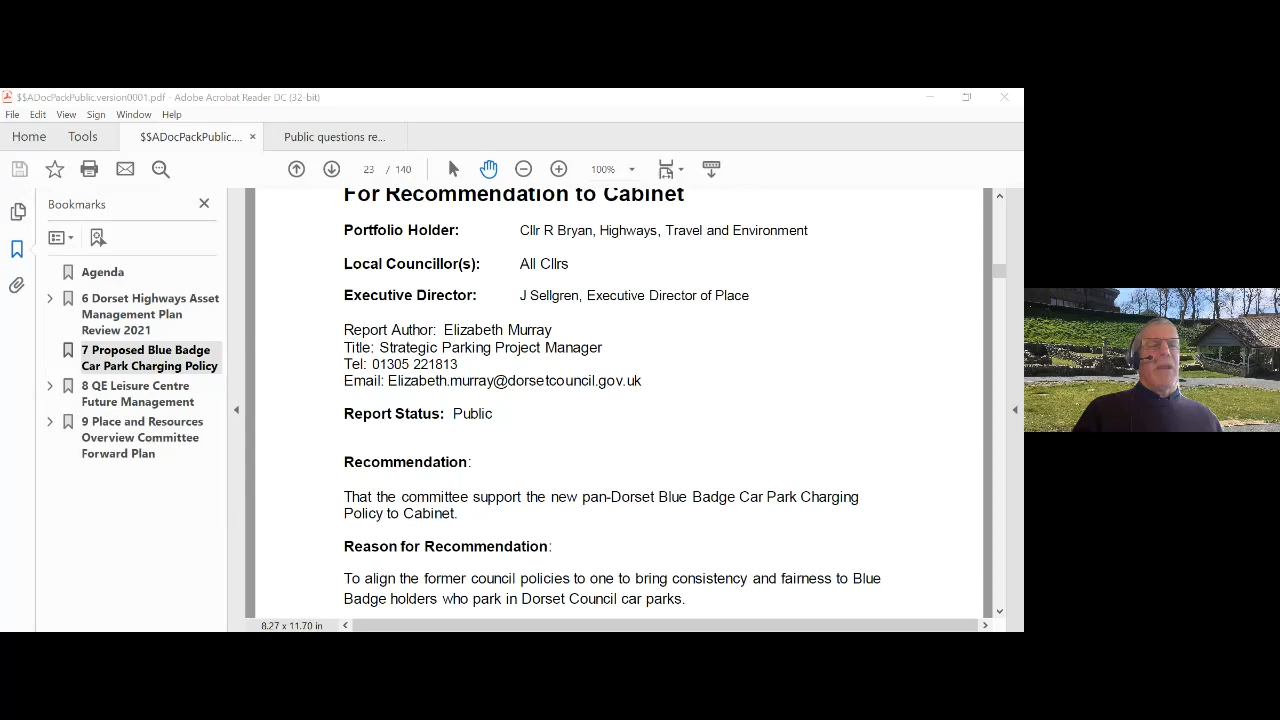 $$ADocPackPublic.version0001.pdf - Adobe Acrobat Reader DC (32-bit)
File Edit View Sign Window Help
Home Tools $$ADocPackPublic.... × Public questions re...
23 / 140 100%
Bookmarks
Agenda
6 Dorset Highways Asset
Management Plan
Review 2021
7 Proposed Blue Badge
Car Park Charging Policy
8 QE Leisure Centre
Future Management
9 Place and Resources
Overview Committee
Forward Plan
For Recommendation to Cabinet
Portfolio Holder: Cllr R Bryan, Highways, Travel and Environment
Local Councillor(s): All Cllrs
Executive Director: J Sellgren, Executive Director of Place
Report Author: Elizabeth Murray
Title: Strategic Parking Project Manager
Tel: 01305 221813
Email: Elizabeth.murray@dorsetcouncil.gov.uk
Report Status: Public
Recommendation:
That the committee support the new pan-Dorset Blue Badge Car Park Charging
Policy to Cabinet.
Reason for Recommendation:
To align the former council policies to one to bring consistency and fairness to Blue
Badge holders who park in Dorset Council car parks.
8.27 x 11.70 in